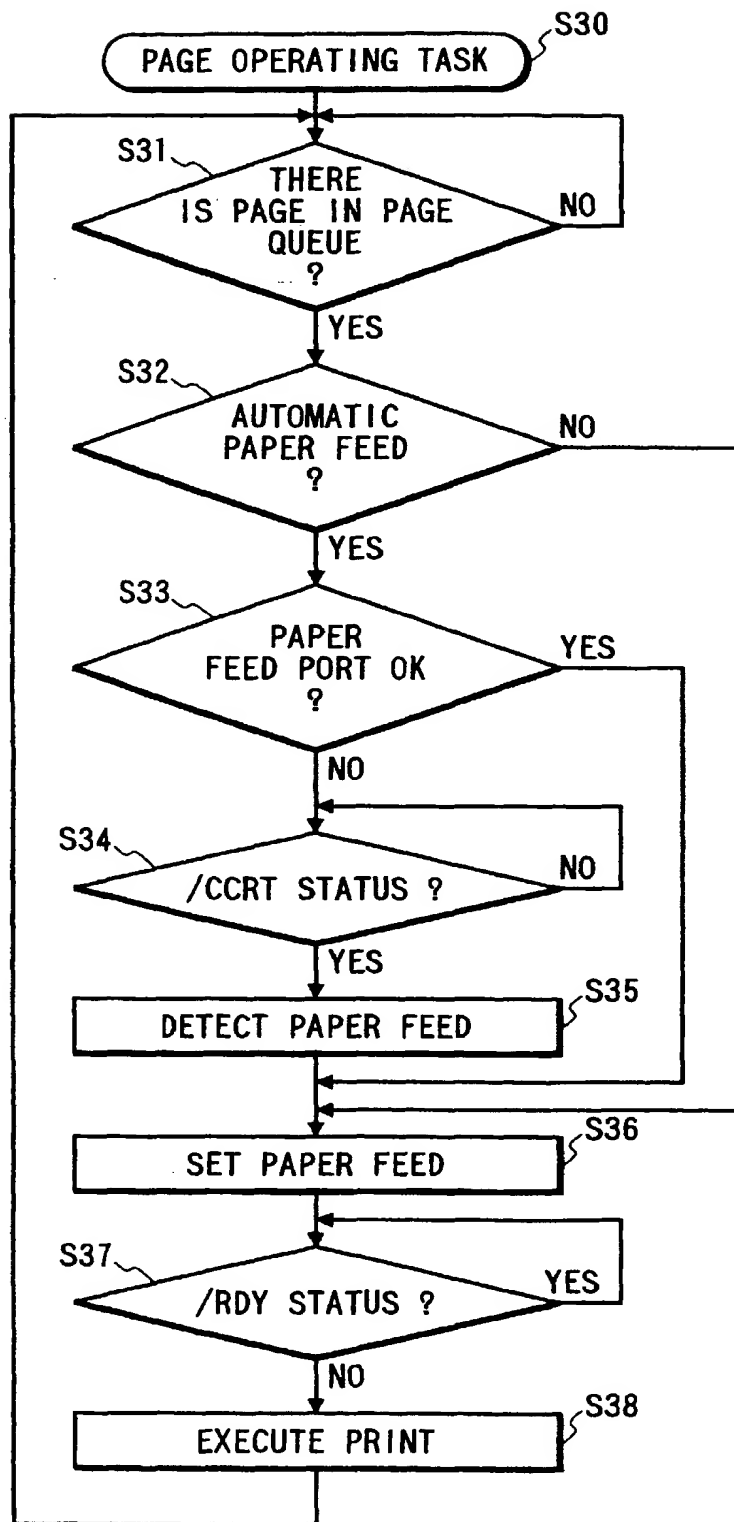 S30
PAGE OPERATING TASK
S31
THERE
IS PAGE IN PAGE
QUEUE
?
NO
YES
S32
AUTOMATIC
PAPER FEED
?
NO
YES
S33
PAPER
FEED PORT OK
?
YES
NO
S34
/CCRT STATUS ?
NO
YES
S35
DETECT PAPER FEED
S36
SET PAPER FEED
S37
/RDY STATUS ?
YES
NO
S38
EXECUTE PRINT